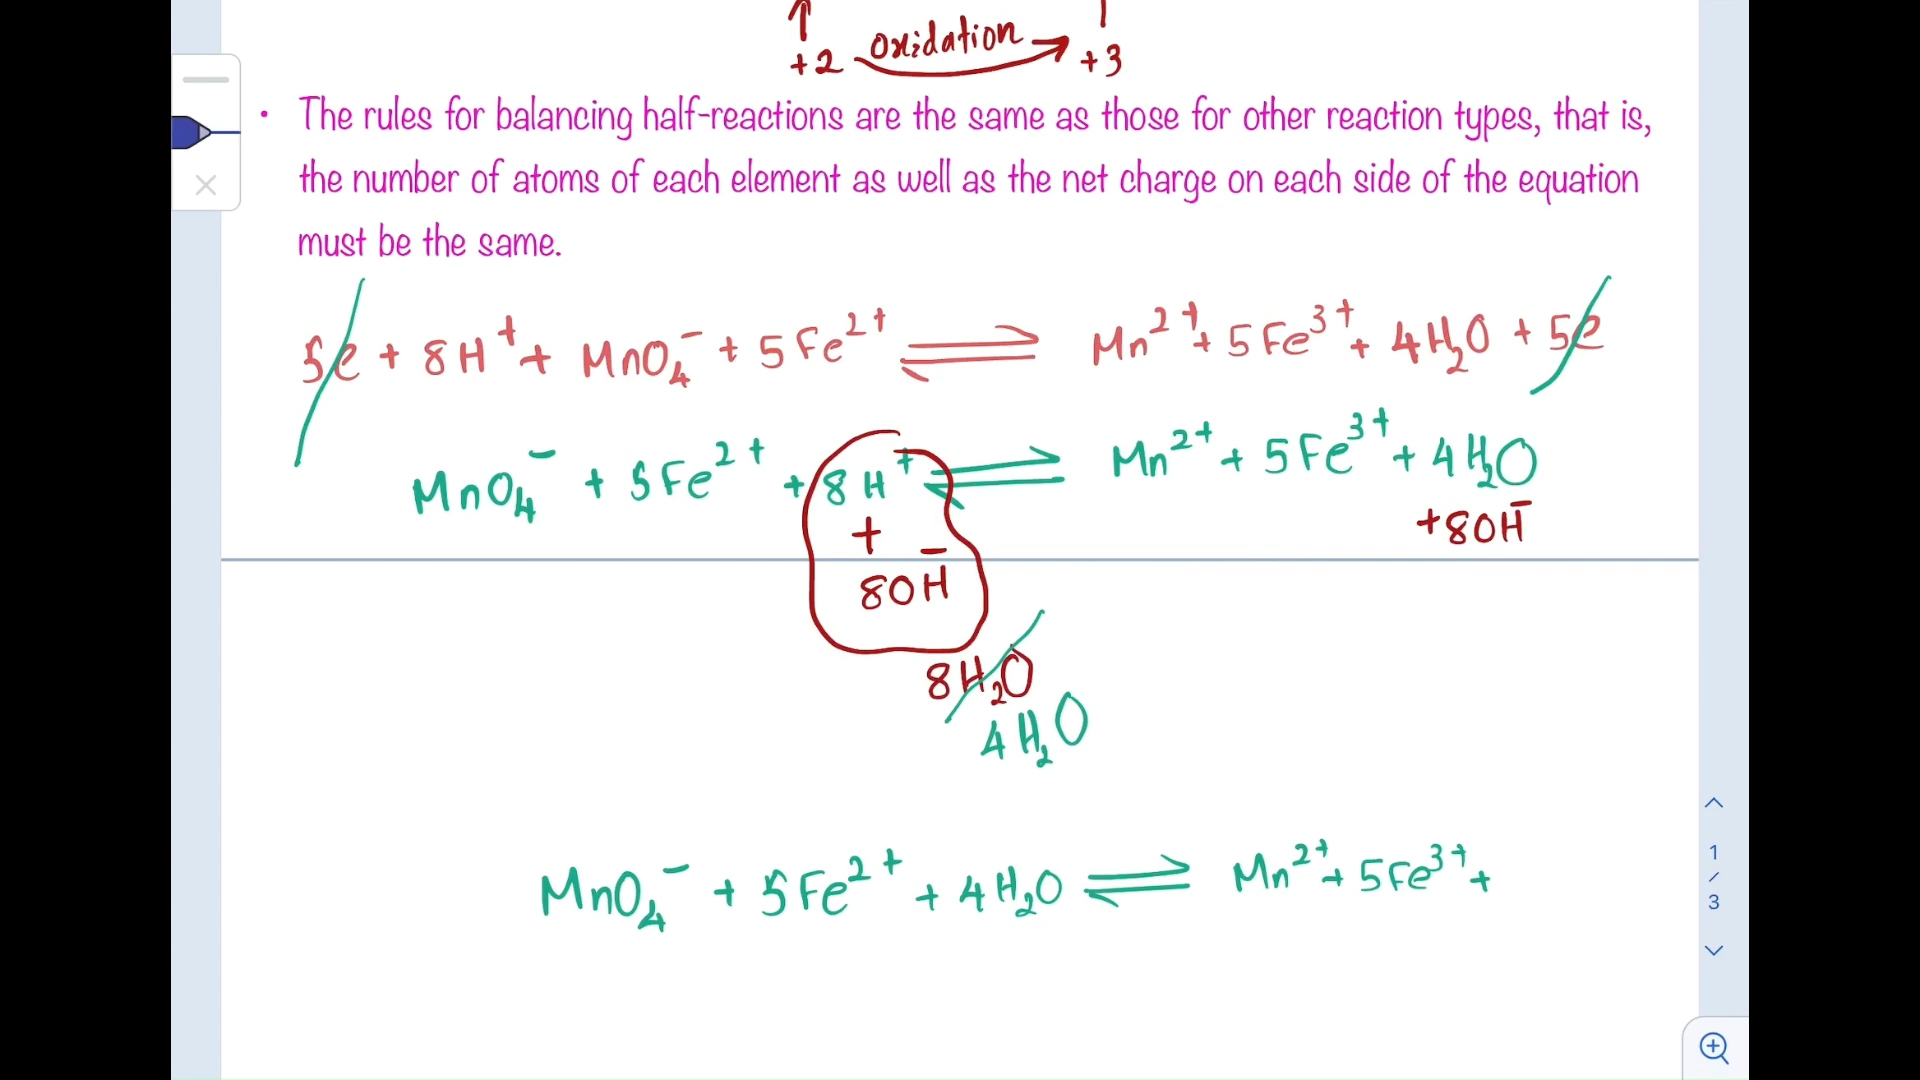 +2 oxidation +3
• The rules for balancing half-reactions are the same as those for other reaction types, that is,
the number of atoms of each element as well as the net charge on each side of the equation
must be the same.
5e + 8H⁺ + MnO₄⁻ + 5Fe²⁺ ⇌ Mn²⁺ + 5Fe³⁺ + 4H₂O + 5e
MnO₄⁻ + 5Fe²⁺ + 8H⁺ ⇌ Mn²⁺ + 5Fe³⁺ + 4H₂O
+ +8OH⁻
8OH⁻
8H₂O
4H₂O
MnO₄⁻ + 5Fe²⁺ + 4H₂O ⇌ Mn²⁺ + 5Fe³⁺ +
1
/
3